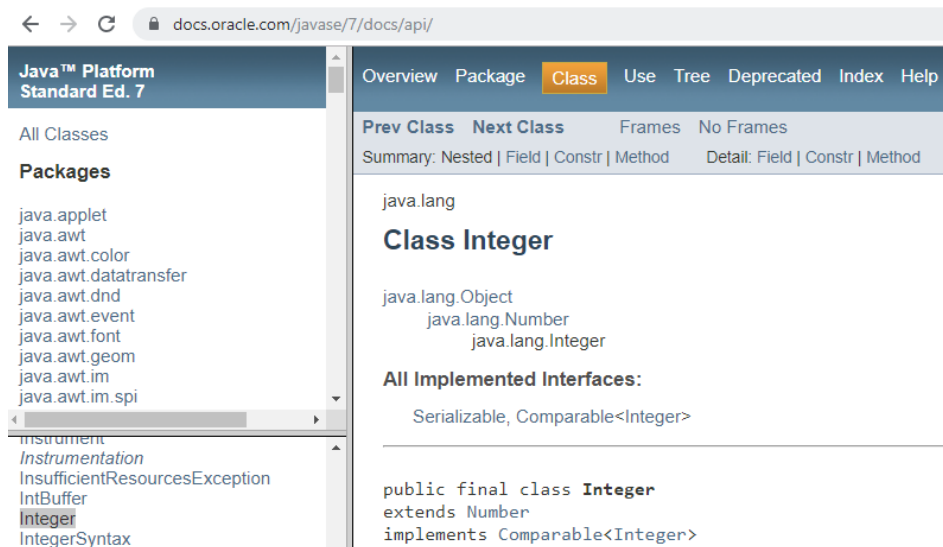 docs.oracle.com/javase/7/docs/api/
Java™ Platform
Standard Ed. 7
All Classes
Packages
java.applet
java.awt
java.awt.color
java.awt.datatransfer
java.awt.dnd
java.awt.event
java.awt.font
java.awt.geom
java.awt.im
java.awt.im.spi
Instrument
Instrumentation
InsufficientResourcesException
IntBuffer
Integer
IntegerSyntax
Overview Package Class Use Tree Deprecated Index Help
Prev Class Next Class Frames No Frames
Summary: Nested | Field | Constr | Method Detail: Field | Constr | Method
java.lang
Class Integer
java.lang.Object
java.lang.Number
java.lang.Integer
All Implemented Interfaces:
Serializable, Comparable<Integer>
public final class Integer
extends Number
implements Comparable<Integer>